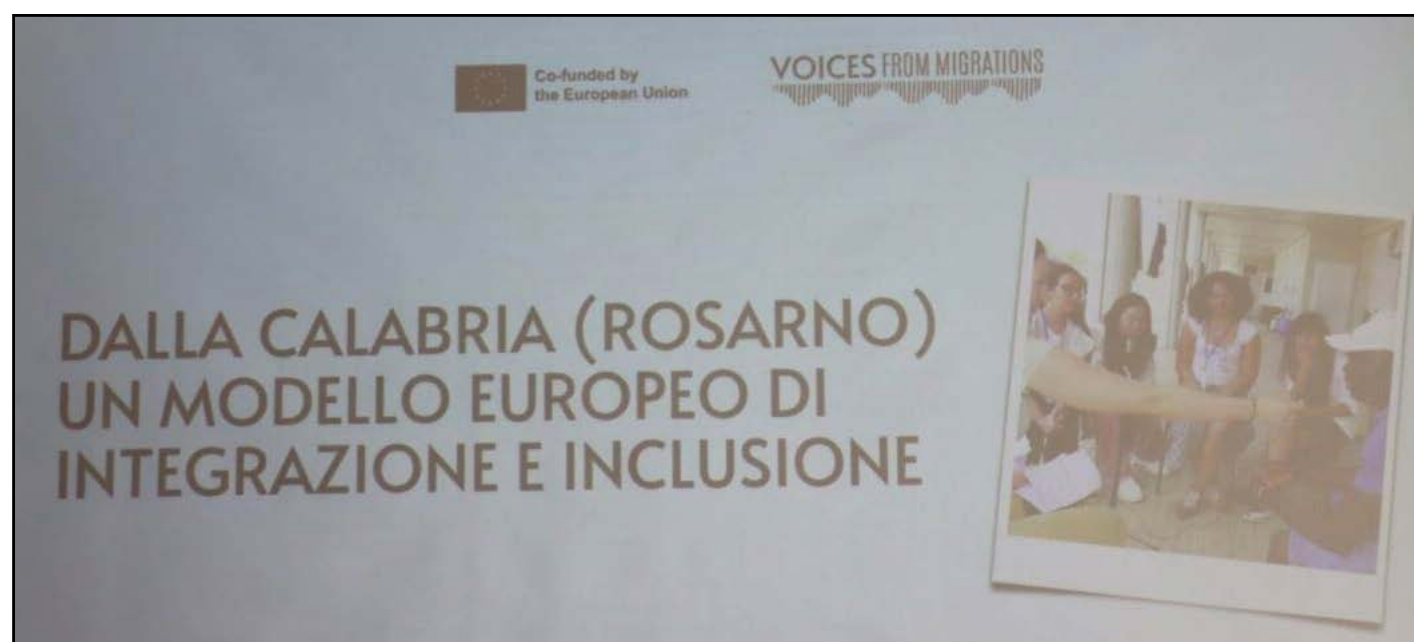 Co-funded by
the European Union
VOICES FROM MIGRATIONS
DALLA CALABRIA (ROSARNO)
UN MODELLO EUROPEO DI
INTEGRAZIONE E INCLUSIONE